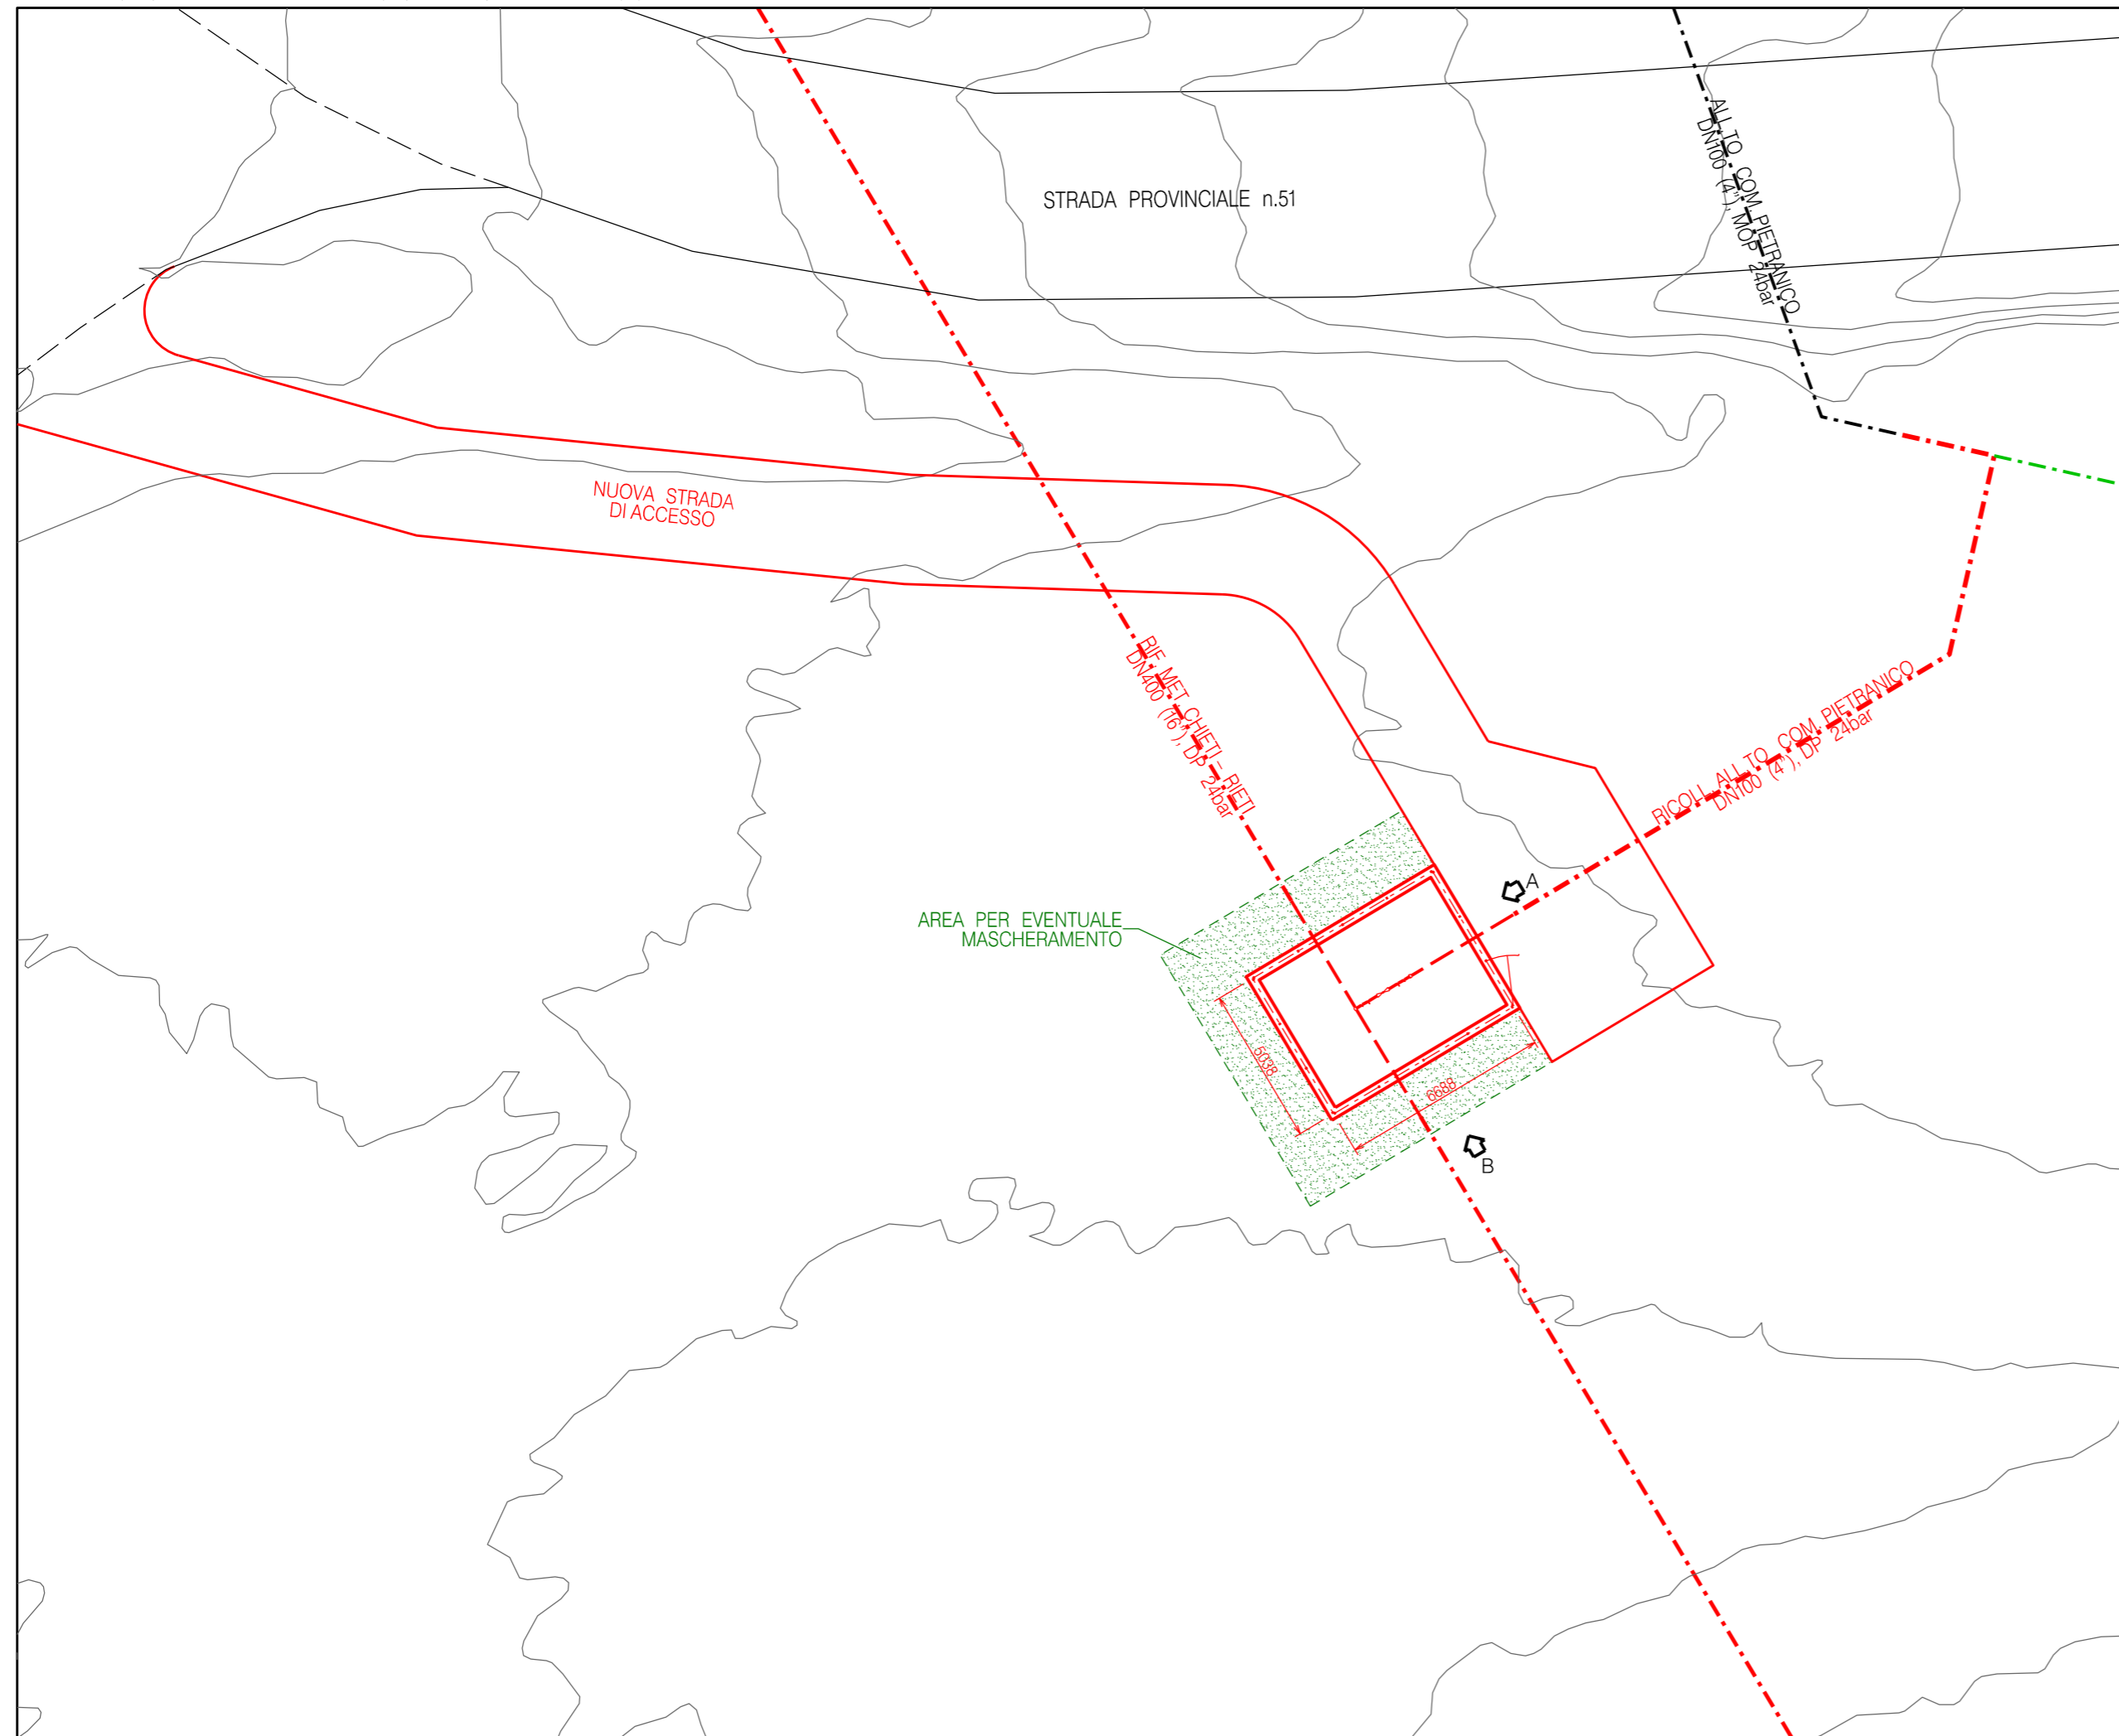 ALL.TO COM.PIETRANICO
DN100 (4"), MOP 24bar
STRADA PROVINCIALE n.51
NUOVA STRADA
DI ACCESSO
RIF. MET. CHIETI - RIETI
DN400 (16"), DP 24bar
RICOLL. ALL.TO COM. PIETRANICO
DN100 (4"), DP 24bar
A
AREA PER EVENTUALE
MASCHERAMENTO
5038
6688
B